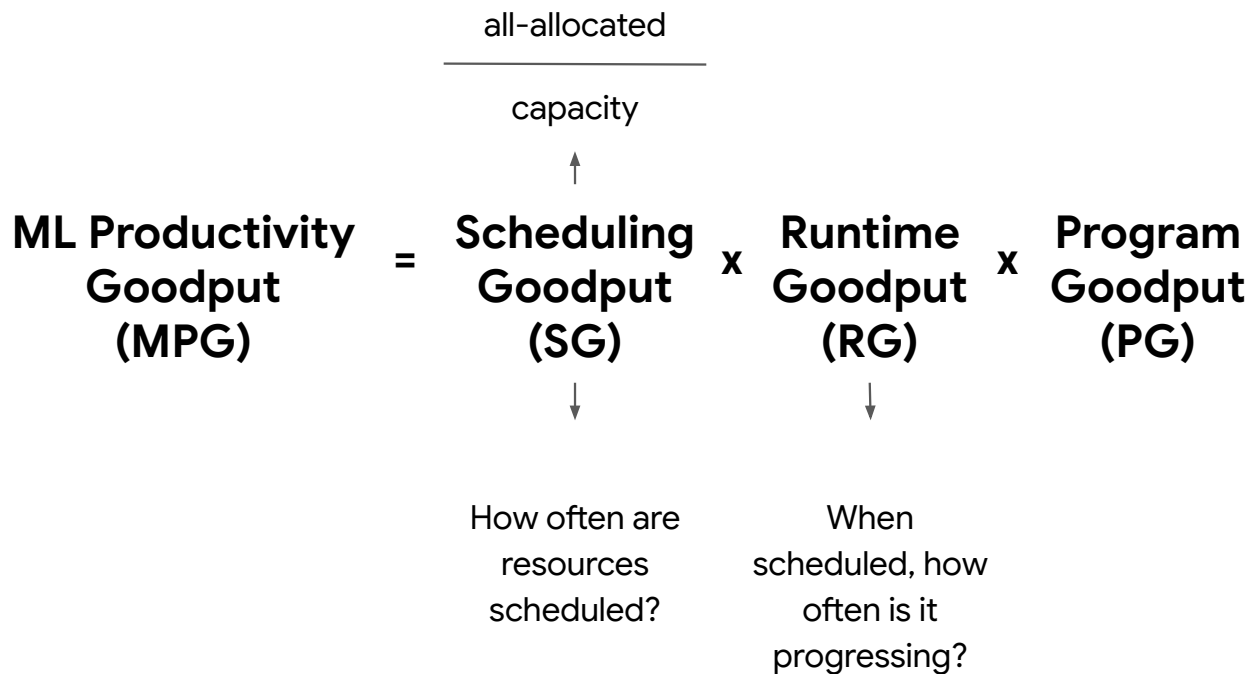 all-allocated
capacity
ML Productivity
Goodput
(MPG)
=
Scheduling
Goodput
(SG)
x
Runtime
Goodput
(RG)
x
Program
Goodput
(PG)
How often are
resources
scheduled?
When
scheduled, how
often is it
progressing?